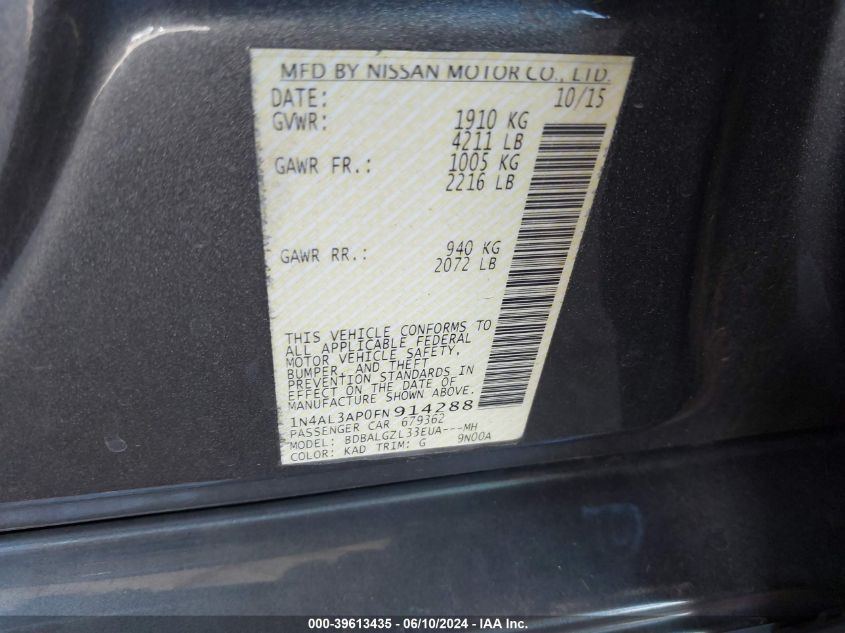 MFD BY NISSAN MOTOR CO., LTD.
DATE: 10/15
GVWR: 1910 KG
4211 LB
GAWR FR.: 1005 KG
2216 LB
GAWR RR.: 940 KG
2072 LB
THIS VEHICLE CONFORMS TO
ALL APPLICABLE FEDERAL
MOTOR VEHICLE SAFETY,
BUMPER, AND THEFT
PREVENTION STANDARDS IN
EFFECT ON THE DATE OF
MANUFACTURE SHOWN ABOVE.
1N4AL3AP0FN914288
PASSENGER CAR 679362
MODEL: BDBALGZL33EUA---MH
COLOR: KAD TRIM: G 9N00A
000-39613435 - 06/10/2024 - IAA Inc.